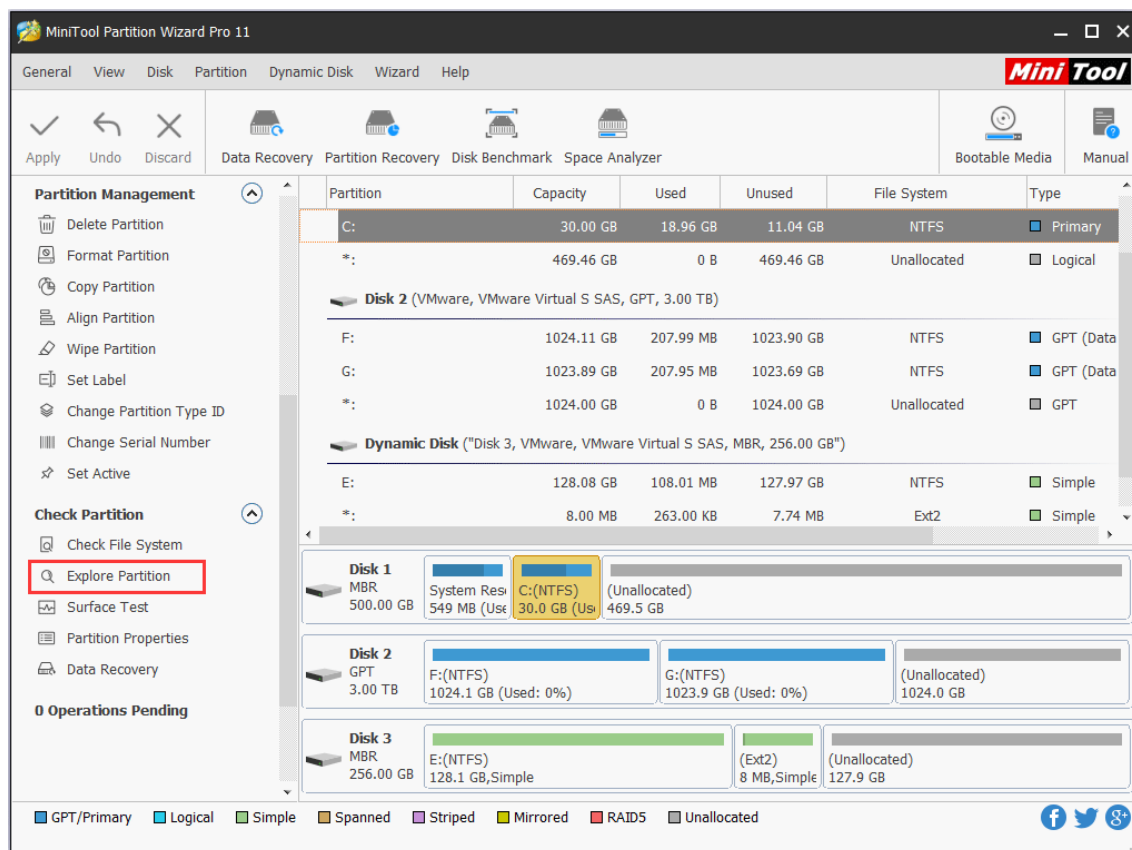 MiniTool Partition Wizard Pro 11
General View Disk Partition Dynamic Disk Wizard Help
Mini Tool
Apply Undo Discard Data Recovery Partition Recovery Disk Benchmark Space Analyzer Bootable Media Manual
Partition Management
Delete Partition
Format Partition
Copy Partition
Align Partition
Wipe Partition
Set Label
Change Partition Type ID
Change Serial Number
Set Active
Check Partition
Check File System
Explore Partition
Surface Test
Partition Properties
Data Recovery
0 Operations Pending
Partition Capacity Used Unused File System Type
C: 30.00 GB 18.96 GB 11.04 GB NTFS Primary
*: 469.46 GB 0 B 469.46 GB Unallocated Logical
Disk 2 (VMware, VMware Virtual S SAS, GPT, 3.00 TB)
F: 1024.11 GB 207.99 MB 1023.90 GB NTFS GPT (Data
G: 1023.89 GB 207.95 MB 1023.69 GB NTFS GPT (Data
*: 1024.00 GB 0 B 1024.00 GB Unallocated GPT
Dynamic Disk ("Disk 3, VMware, VMware Virtual S SAS, MBR, 256.00 GB")
E: 128.08 GB 108.01 MB 127.97 GB NTFS Simple
*: 8.00 MB 263.00 KB 7.74 MB Ext2 Simple
Disk 1
MBR
500.00 GB
System Res
549 MB (Use
C:(NTFS)
30.0 GB (Us
(Unallocated)
469.5 GB
Disk 2
GPT
3.00 TB
F:(NTFS)
1024.1 GB (Used: 0%)
G:(NTFS)
1023.9 GB (Used: 0%)
(Unallocated)
1024.0 GB
Disk 3
MBR
256.00 GB
E:(NTFS)
128.1 GB,Simple
(Ext2)
8 MB,Simple
(Unallocated)
127.9 GB
GPT/Primary Logical Simple Spanned Striped Mirrored RAID5 Unallocated